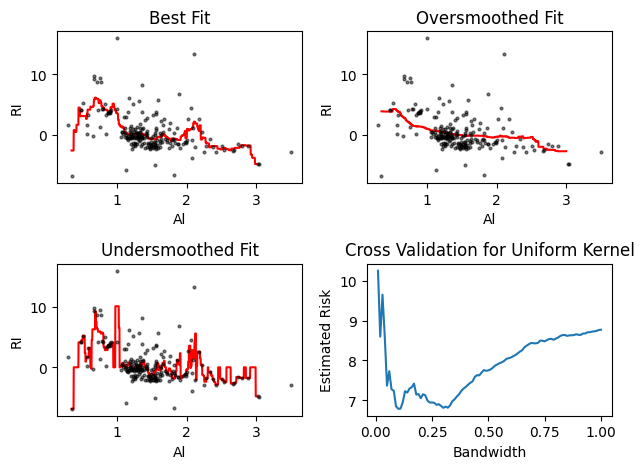 Best Fit
RI
10
0
1
2
3
Al
Oversmoothed Fit
RI
10
0
1
2
3
Al
Undersmoothed Fit
RI
10
0
1
2
3
Al
Cross Validation for Uniform Kernel
Estimated Risk
10
9
8
7
0.00
0.25
0.50
0.75
1.00
Bandwidth